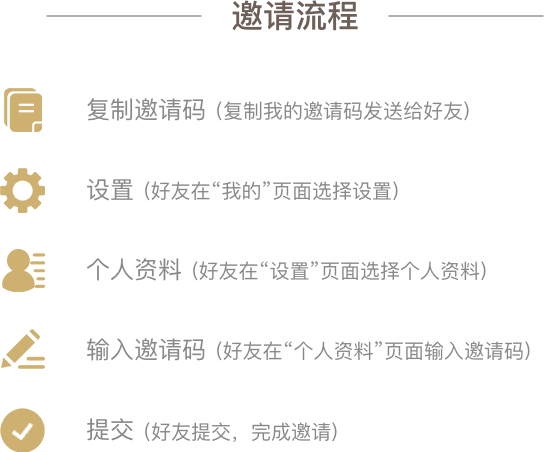 邀请流程
复制邀请码（复制我的邀请码发送给好友）
设置（好友在“我的”页面选择设置）
个人资料（好友在“设置”页面选择个人资料）
输入邀请码（好友在“个人资料”页面输入邀请码）
提交（好友提交，完成邀请）